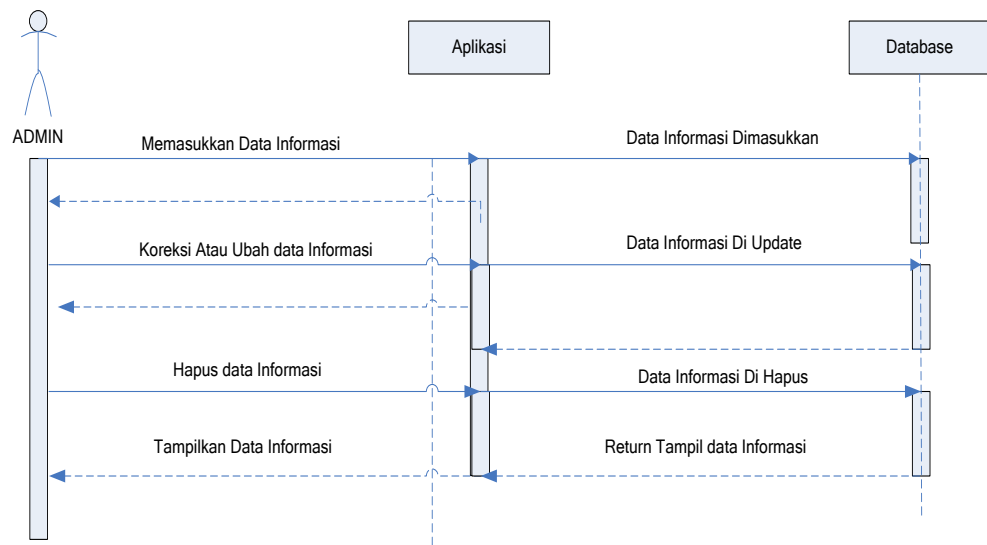 Aplikasi
Database
ADMIN
Memasukkan Data Informasi
Data Informasi Dimasukkan
Koreksi Atau Ubah data Informasi
Data Informasi Di Update
Hapus data Informasi
Data Informasi Di Hapus
Tampilkan Data Informasi
Return Tampil data Informasi